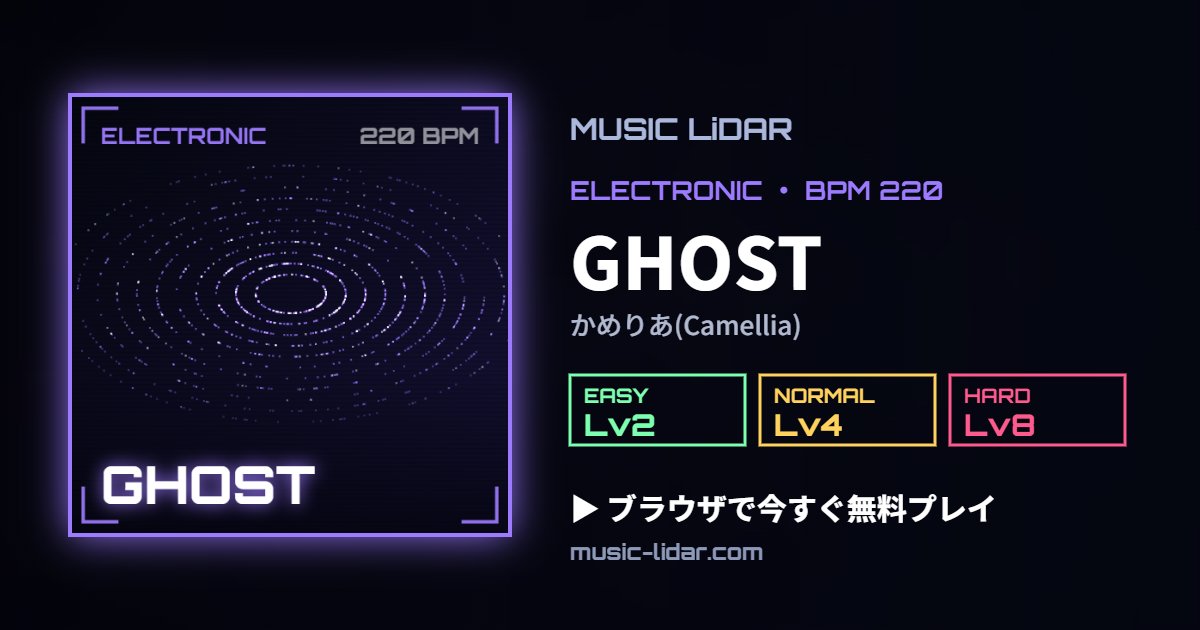 ELECTRONIC 220 BPM
GHOST
MUSIC LiDAR
ELECTRONIC・BPM 220
GHOST
かめりあ(Camellia)
EASY
Lv2
NORMAL
Lv4
HARD
Lv8
▶ ブラウザで今すぐ無料プレイ
music-lidar.com